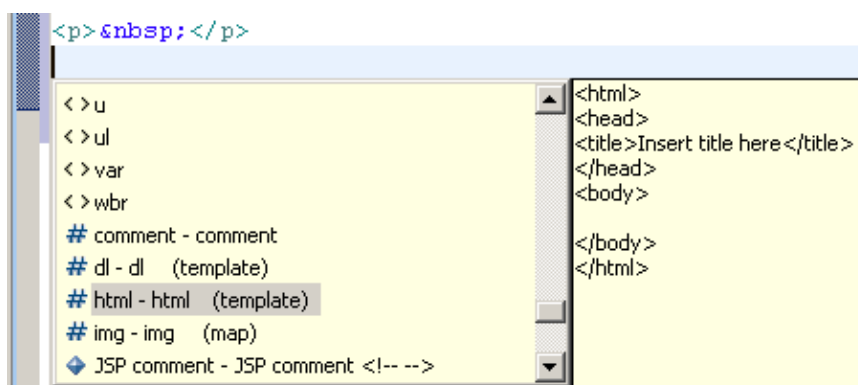 <p>&nbsp;</p>
< > u
< > ul
< > var
< > wbr
# comment - comment
# dl - dl (template)
# html - html (template)
# img - img (map)
JSP comment - JSP comment <!-- -->
<html>
<head>
<title>Insert title here</title>
</head>
<body>
</body>
</html>